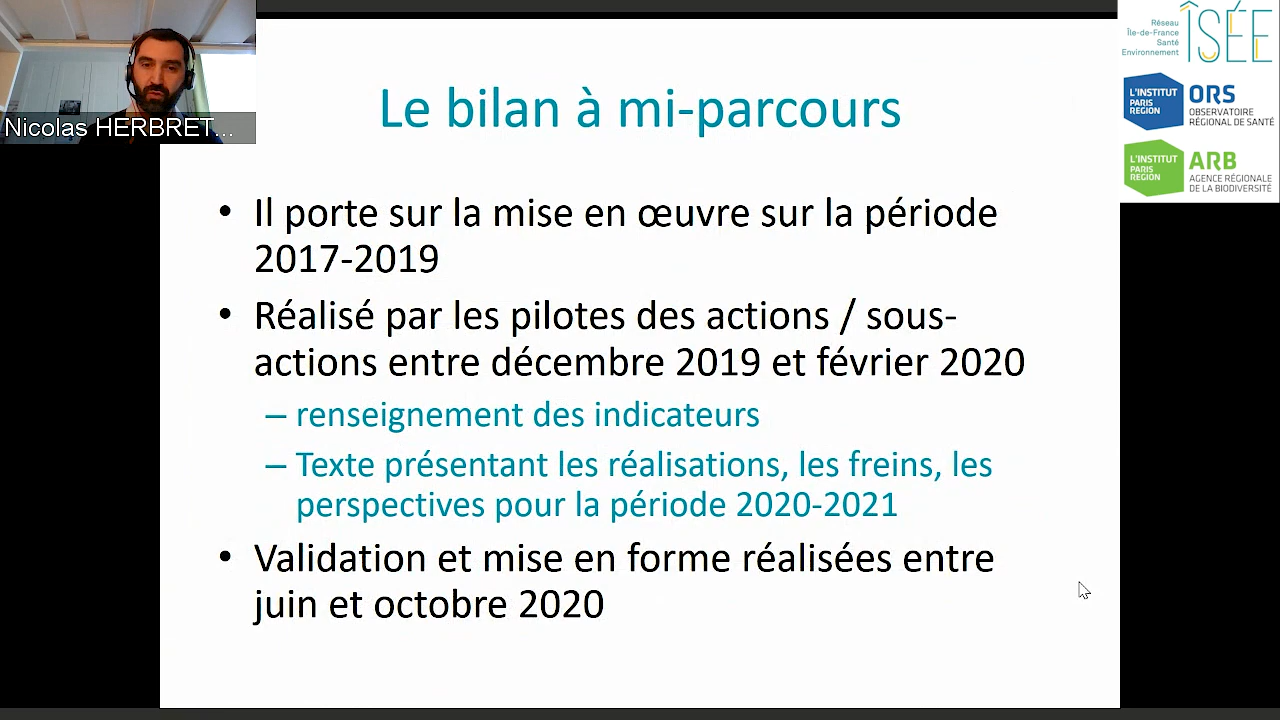 Nicolas HERBRET...
Réseau
Île-de-France
Santé
Environnement
ÎSÉE
L'INSTITUT
PARIS
REGION
ORS
OBSERVATOIRE
RÉGIONAL DE SANTÉ
L'INSTITUT
PARIS
REGION
ARB
AGENCE RÉGIONALE
DE LA BIODIVERSITÉ
Le bilan à mi-parcours
• Il porte sur la mise en œuvre sur la période
2017-2019
• Réalisé par les pilotes des actions / sous-
actions entre décembre 2019 et février 2020
– renseignement des indicateurs
– Texte présentant les réalisations, les freins, les
perspectives pour la période 2020-2021
• Validation et mise en forme réalisées entre
juin et octobre 2020